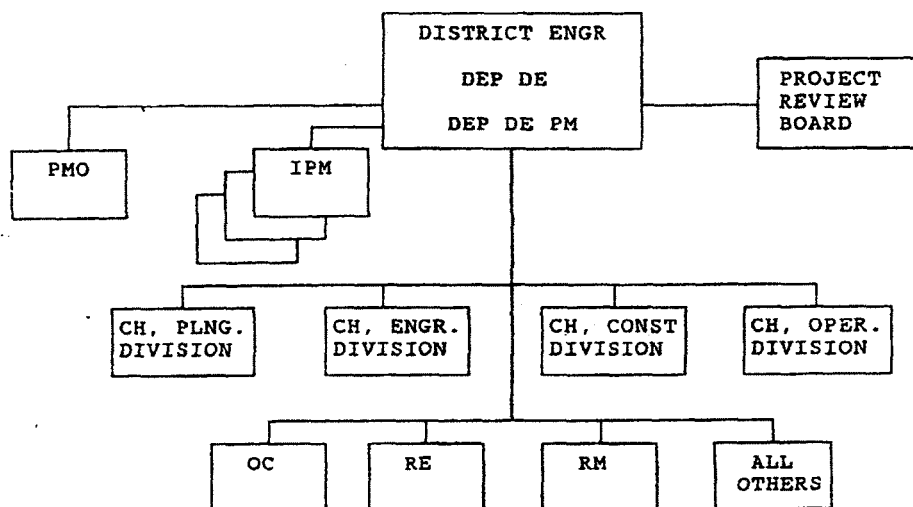 DISTRICT ENGR
DEP DE
DEP DE PM
PROJECT
REVIEW
BOARD
PMO
IPM
CH, PLNG.
DIVISION
CH, ENGR.
DIVISION
CH, CONST
DIVISION
CH, OPER.
DIVISION
OC
RE
RM
ALL
OTHERS